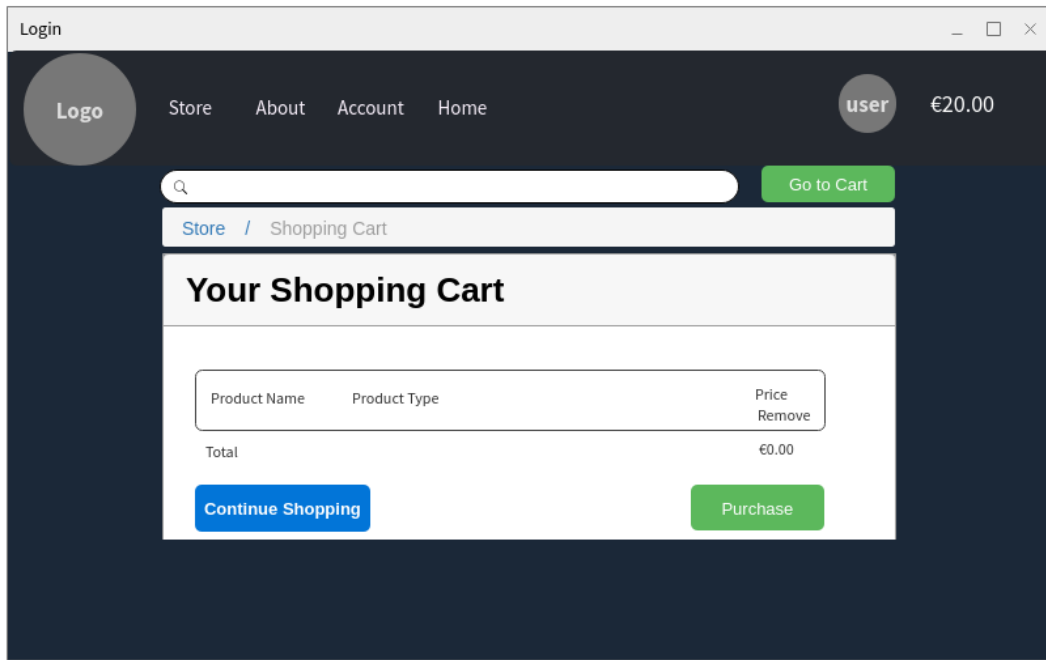 Login
Logo Store About Account Home user €20.00
Go to Cart
Store / Shopping Cart
Your Shopping Cart
Product Name Product Type Price
Remove
Total €0.00
Continue Shopping Purchase